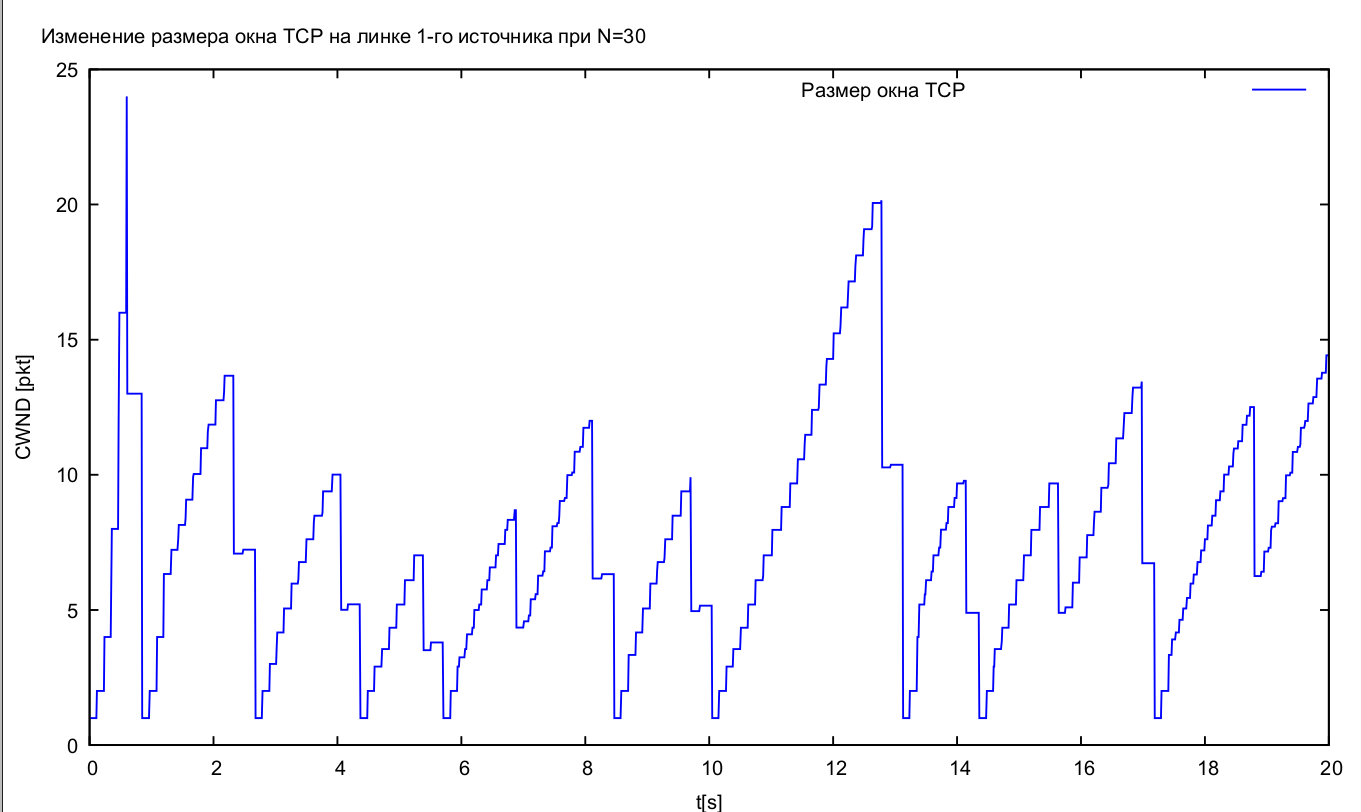 Изменение размера окна TCP на линке 1-го источника при N=30
25
Размер окна TCP
20
15
CWND [pkt]
10
5
0
0 2 4 6 8 10 12 14 16 18 20
t[s]